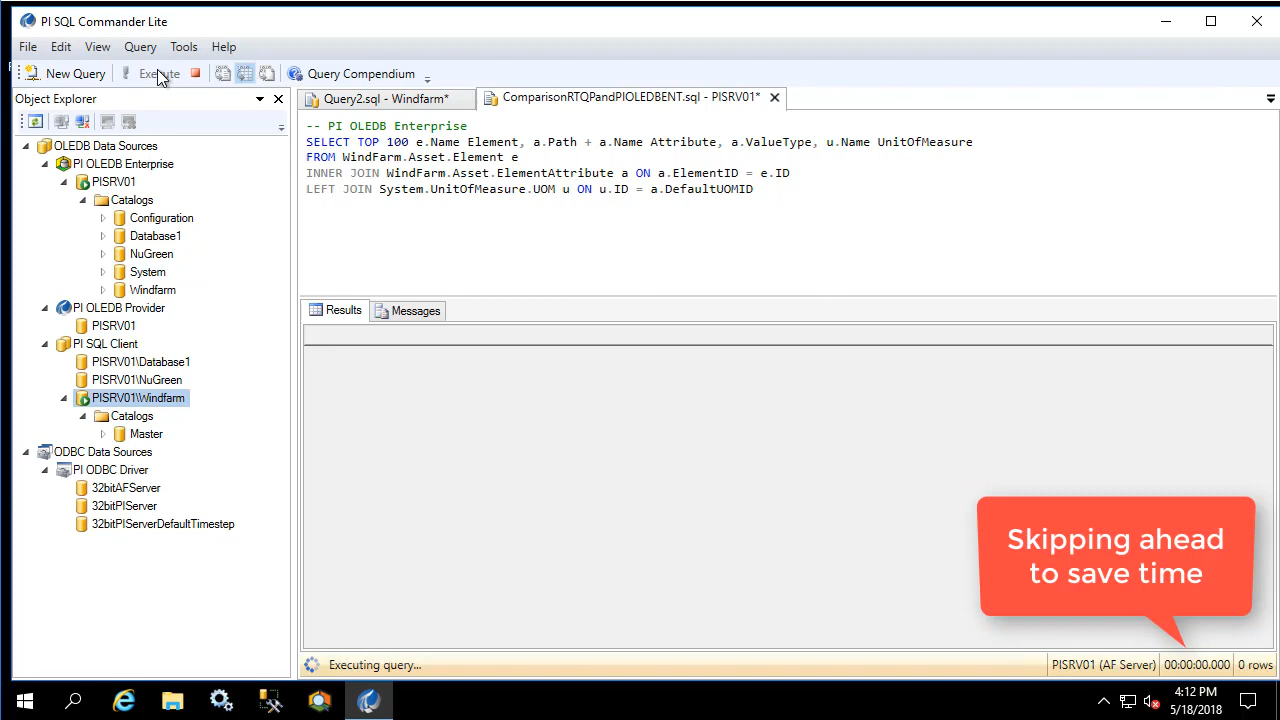 PI SQL Commander Lite
File Edit View Query Tools Help
New Query Execute Query Compendium
Object Explorer
Query2.sql - Windfarm*
ComparisonRTQPandPIOLEDBENT.sql - PISRV01*
OLEDB Data Sources
PI OLEDB Enterprise
PISRV01
Catalogs
Configuration
Database1
NuGreen
System
Windfarm
PI OLEDB Provider
PISRV01
PI SQL Client
PISRV01\Database1
PISRV01\NuGreen
PISRV01\Windfarm
Catalogs
Master
ODBC Data Sources
PI ODBC Driver
32bitAFServer
32bitPIServer
32bitPIServerDefaultTimestep
-- PI OLEDB Enterprise
SELECT TOP 100 e.Name Element, a.Path + a.Name Attribute, a.ValueType, u.Name UnitOfMeasure
FROM WindFarm.Asset.Element e
INNER JOIN WindFarm.Asset.ElementAttribute a ON a.ElementID = e.ID
LEFT JOIN System.UnitOfMeasure.UOM u ON u.ID = a.DefaultUOMID
Results Messages
Skipping ahead
to save time
Executing query... PISRV01 (AF Server) 00:00:00.000 0 rows
4:12 PM
5/18/2018